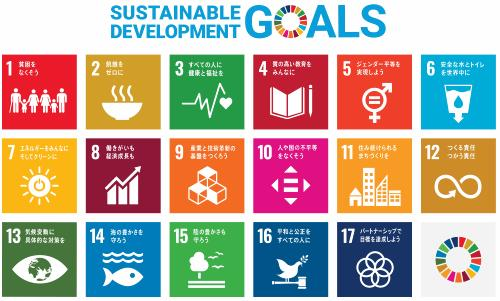 SUSTAINABLE
DEVELOPMENT
GOALS
1 貧困を
なくそう
2 飢餓を
ゼロに
3 すべての人に
健康と福祉を
4 質の高い教育を
みんなに
5 ジェンダー平等を
実現しよう
6 安全な水とトイレ
を世界中に
7 エネルギーをみんなに
そしてクリーンに
8 働きがいも
経済成長も
9 産業と技術革新の
基盤をつくろう
10 人や国の不平等
をなくそう
11 住み続けられる
まちづくりを
12 つくる責任
つかう責任
13 気候変動に
具体的な対策を
14 海の豊かさを
守ろう
15 陸の豊かさも
守ろう
16 平和と公正を
すべての人に
17 パートナーシップで
目標を達成しよう